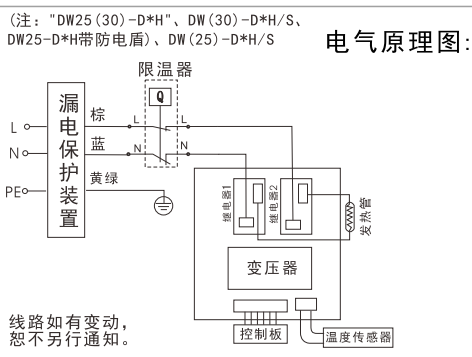 (注："DW25(30)-D*H"、DW(30)-D*H/S、
DW25-D*H带防电盾)、DW(25)-D*H/S
电气原理图:
限温器
Q
漏电保护装置
L
N
PE
棕
蓝
黄绿
L
L
N
N
继电器1
继电器2
发热管
变压器
控制板
温度传感器
线路如有变动，
恕不另行通知。